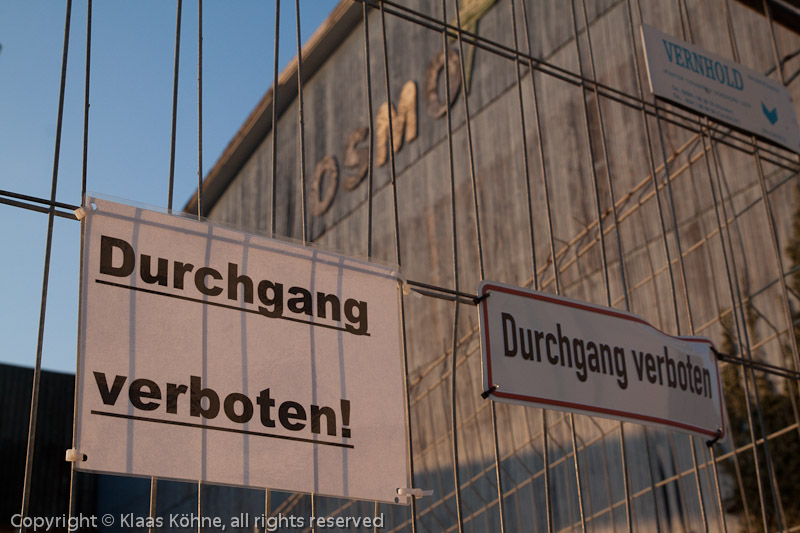 OSMO
VERNHOLD
Durchgang
verboten!
Durchgang verboten
Copyright © Klaas Köhne, all rights reserved